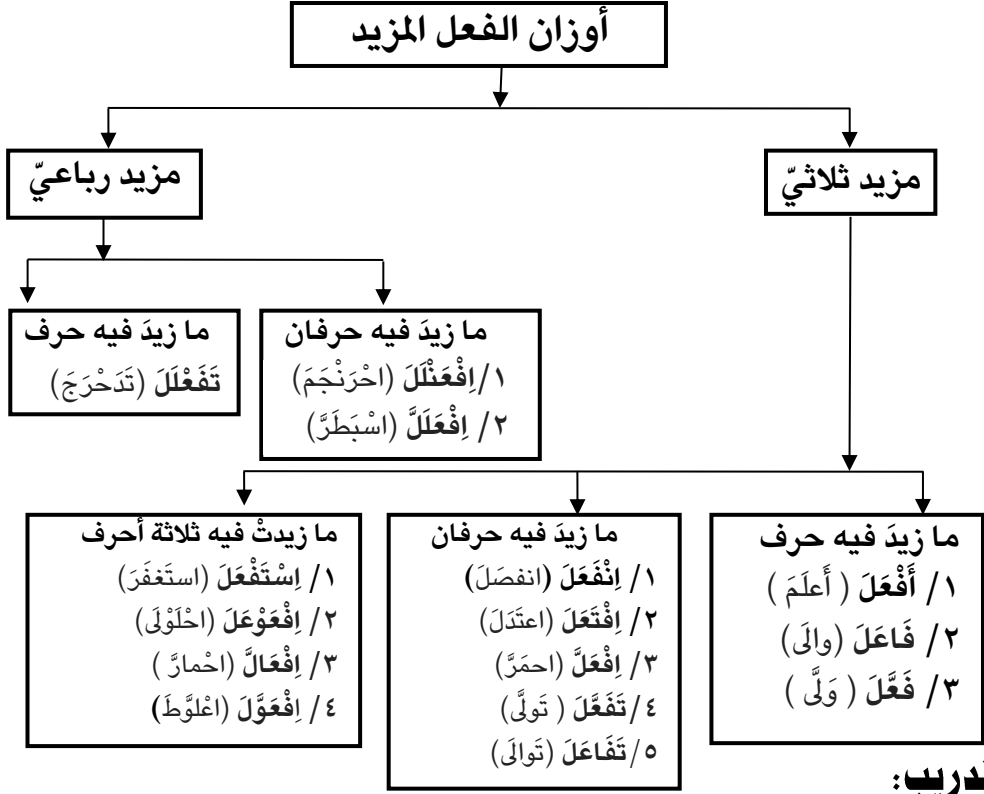 أوزان الفعل المزيد
مزيد ثلاثيّ
مزيد رباعيّ
ما زيدَ فيه حرفان
١/اِفْعَنْلَلَ (احْرَنْجَمَ)
٢/ اِفْعَلَلَّ (اسْبَطَرَّ)
ما زيدَ فيه حرف
تَفَعْلَلَ (تَدَحْرَجَ)
ما زيدَ فيه حرف
١/ أَفْعَلَ ( أَعلَمَ )
٢/ فَاعَلَ (والَى)
٣/ فَعَّلَ ( وَلَّى )
ما زيدَ فيه حرفان
١/ اِنْفَعَلَ (انفصَلَ)
٢/ اِفْتَعَلَ (اعتَدَلَ)
٣/ اِفْعَلَّ (احمَرَّ)
٤/تَفَعَّلَ ( تَولَّى)
٥/تَفَاعَلَ (تَوالَى)
ما زيدتْ فيه ثلاثة أحرف
١/ اِسْتَفْعَلَ (استَغفَرَ)
٢/ اِفْعَوْعَلَ (احْلَوْلَى)
٣/ اِفْعَالَّ (احْمارَّ )
٤/ اِفْعَوَّلَ (اعْلوَّطَ)